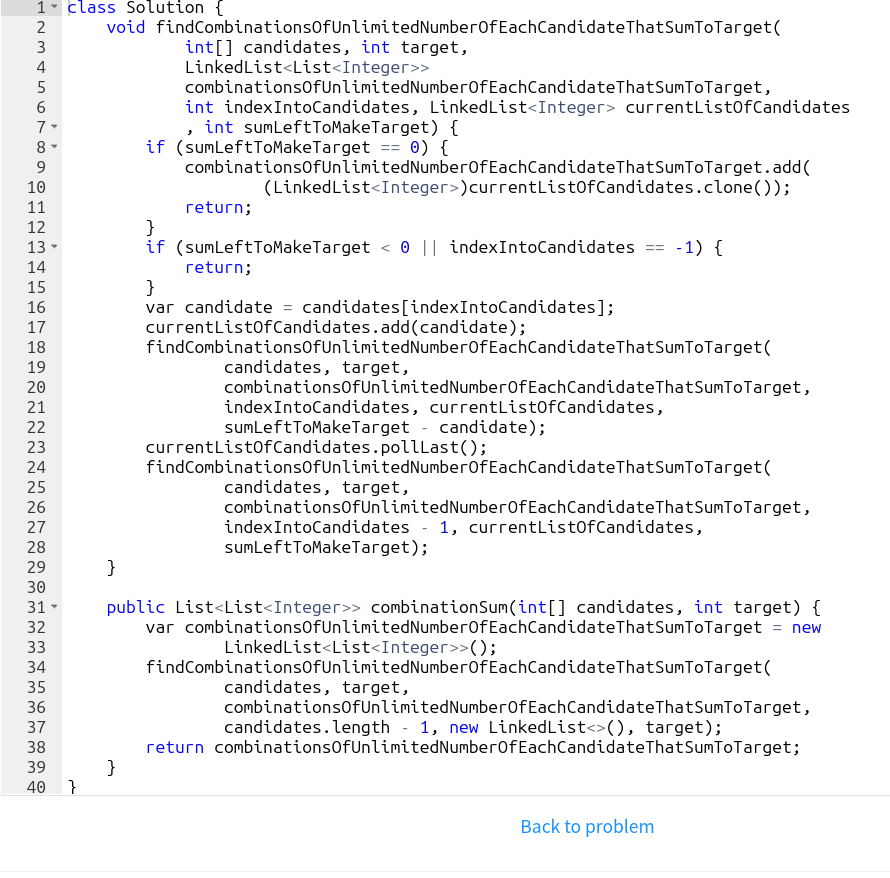 1 class Solution {
2 void findCombinationsOfUnlimitedNumberOfEachCandidateThatSumToTarget(
3 int[] candidates, int target,
4 LinkedList<List<Integer>>
5 combinationsOfUnlimitedNumberOfEachCandidateThatSumToTarget,
6 int indexIntoCandidates, LinkedList<Integer> currentListOfCandidates
7 , int sumLeftToMakeTarget) {
8 if (sumLeftToMakeTarget == 0) {
9 combinationsOfUnlimitedNumberOfEachCandidateThatSumToTarget.add(
10 (LinkedList<Integer>)currentListOfCandidates.clone());
11 return;
12 }
13 if (sumLeftToMakeTarget < 0 || indexIntoCandidates == -1) {
14 return;
15 }
16 var candidate = candidates[indexIntoCandidates];
17 currentListOfCandidates.add(candidate);
18 findCombinationsOfUnlimitedNumberOfEachCandidateThatSumToTarget(
19 candidates, target,
20 combinationsOfUnlimitedNumberOfEachCandidateThatSumToTarget,
21 indexIntoCandidates, currentListOfCandidates,
22 sumLeftToMakeTarget - candidate);
23 currentListOfCandidates.pollLast();
24 findCombinationsOfUnlimitedNumberOfEachCandidateThatSumToTarget(
25 candidates, target,
26 combinationsOfUnlimitedNumberOfEachCandidateThatSumToTarget,
27 indexIntoCandidates - 1, currentListOfCandidates,
28 sumLeftToMakeTarget);
29 }
30
31 public List<List<Integer>> combinationSum(int[] candidates, int target) {
32 var combinationsOfUnlimitedNumberOfEachCandidateThatSumToTarget = new
33 LinkedList<List<Integer>>();
34 findCombinationsOfUnlimitedNumberOfEachCandidateThatSumToTarget(
35 candidates, target,
36 combinationsOfUnlimitedNumberOfEachCandidateThatSumToTarget,
37 candidates.length - 1, new LinkedList<>(), target);
38 return combinationsOfUnlimitedNumberOfEachCandidateThatSumToTarget;
39 }
40 }
Back to problem